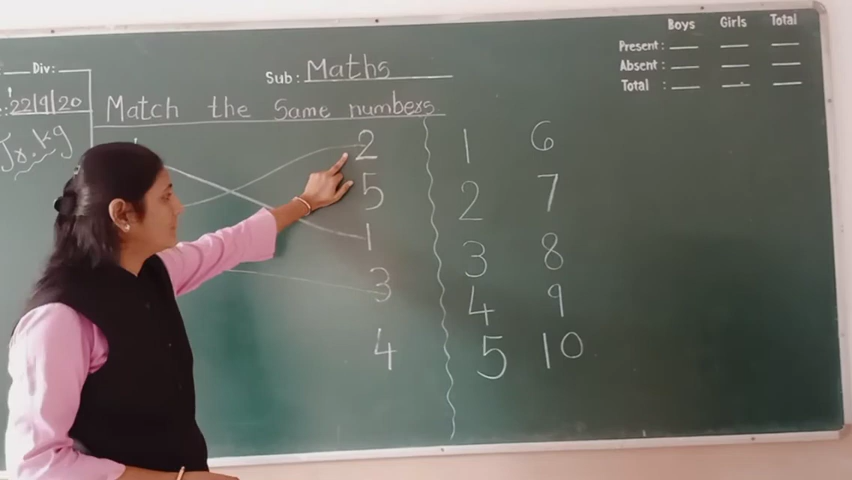 Boys Girls Total
Present :
Absent :
Total :
Div:
Sub: Maths
22/9/20
Match the Same numbers
Jr. kg
2
5
1
3
4
1 6
2 7
3 8
4 9
5 10